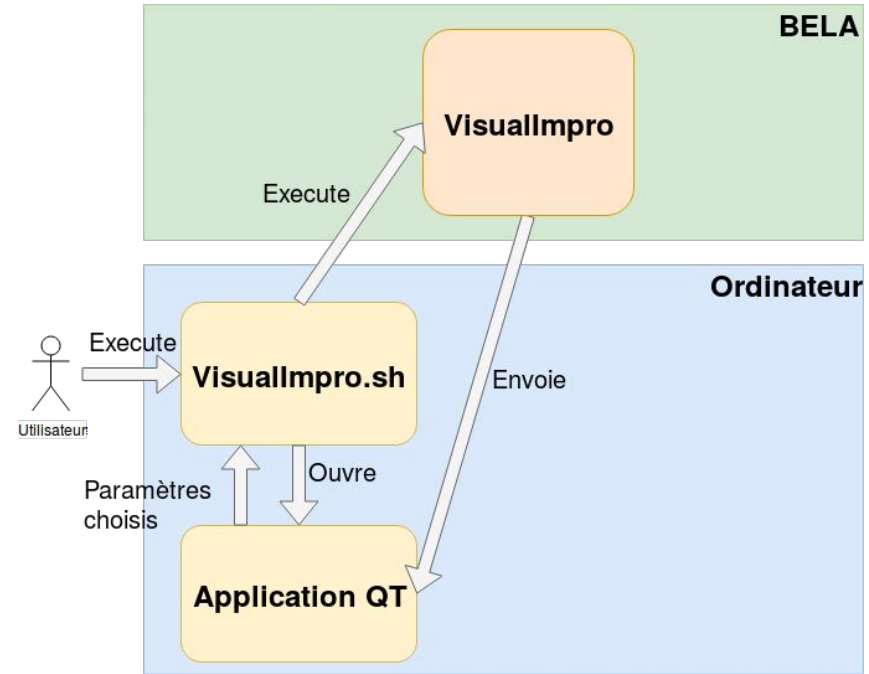 BELA
VisualImpro
Execute
Ordinateur
Execute
VisualImpro.sh
Envoie
Utilisateur
Ouvre
Paramètres
choisis
Application QT